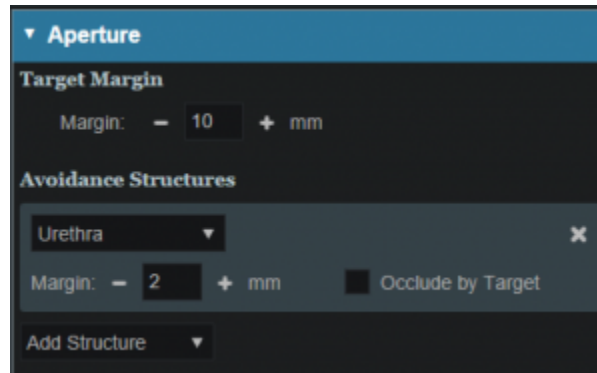 Aperture
Target Margin
Margin: - 10 + mm
Avoidance Structures
Urethra
Margin: - 2 + mm Occlude by Target
Add Structure